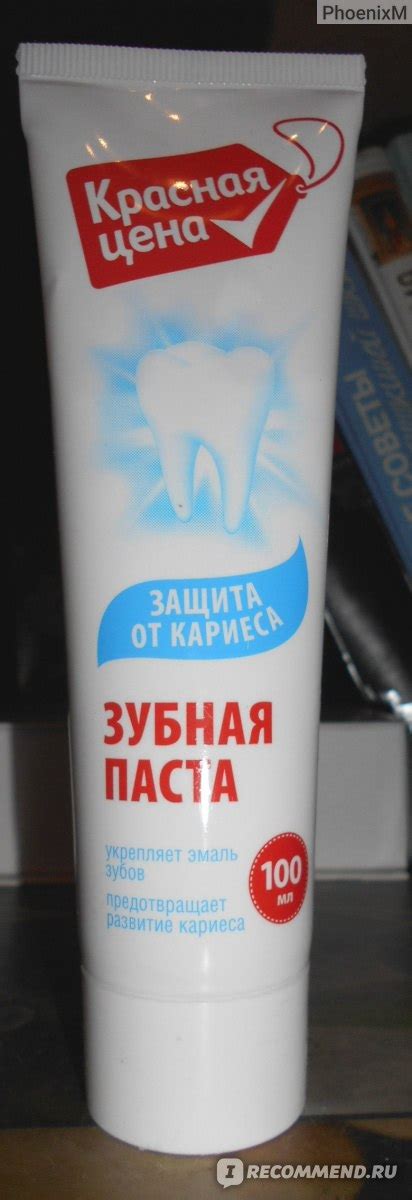 PhoenixM
Красная
цена
ЗАЩИТА
ОТ КАРИЕСА
ЗУБНАЯ
ПАСТА
укрепляет эмаль
зубов
предотвращает
развитие кариеса
100
мл
СОВЕТЫ
I RECOMMEND.RU